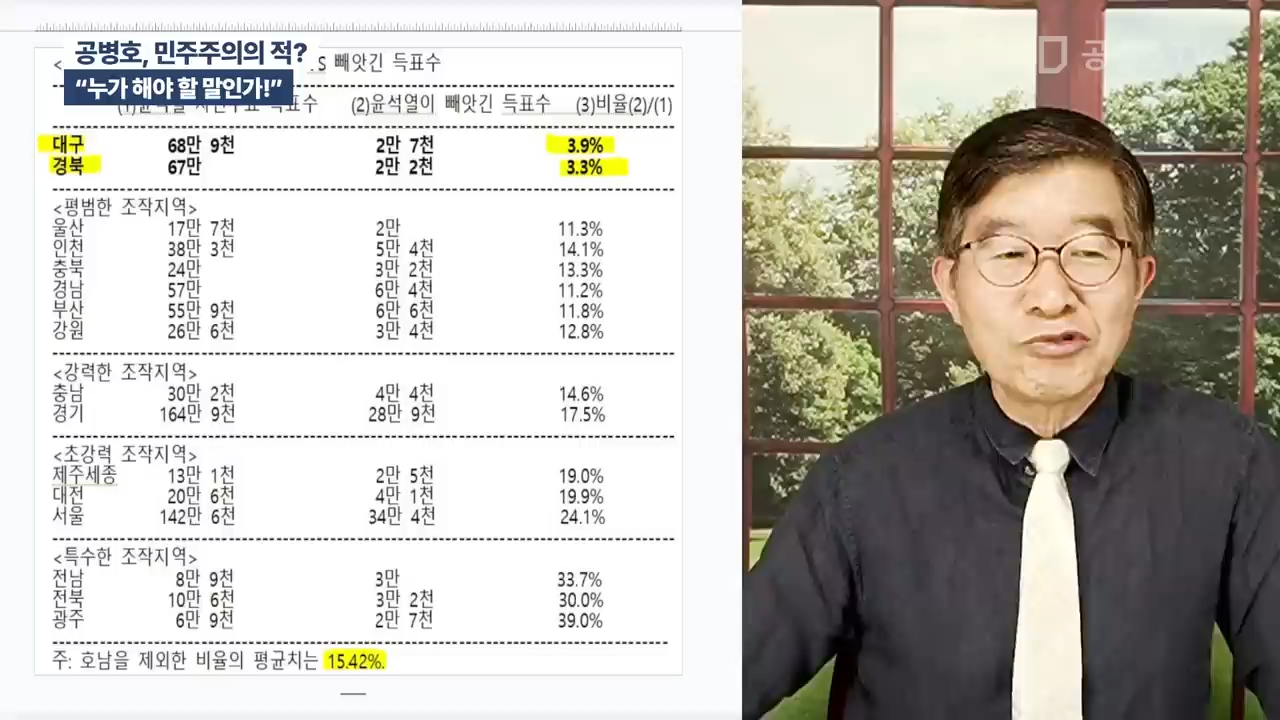 공병호, 민주주의의 적?
“누가 해야 할 말인가!”
< .S 빼앗긴 득표수
득표수 (2)윤석열이 빼앗긴 득표수 (3)비율(2)/(1)
대구 68만 9천 2만 7천 3.9%
경북 67만 2만 2천 3.3%
<평범한 조작지역>
울산 17만 7천 2만 11.3%
인천 38만 3천 5만 4천 14.1%
충북 24만 3만 2천 13.3%
경남 57만 6만 4천 11.2%
부산 55만 9천 6만 6천 11.8%
강원 26만 6천 3만 4천 12.8%
<강력한 조작지역>
충남 30만 2천 4만 4천 14.6%
경기 164만 9천 28만 9천 17.5%
<초강력 조작지역>
제주세종 13만 1천 2만 5천 19.0%
대전 20만 6천 4만 1천 19.9%
서울 142만 6천 34만 4천 24.1%
<특수한 조작지역>
전남 8만 9천 3만 33.7%
전북 10만 6천 3만 2천 30.0%
광주 6만 9천 2만 7천 39.0%
주: 호남을 제외한 비율의 평균치는 15.42%.
공